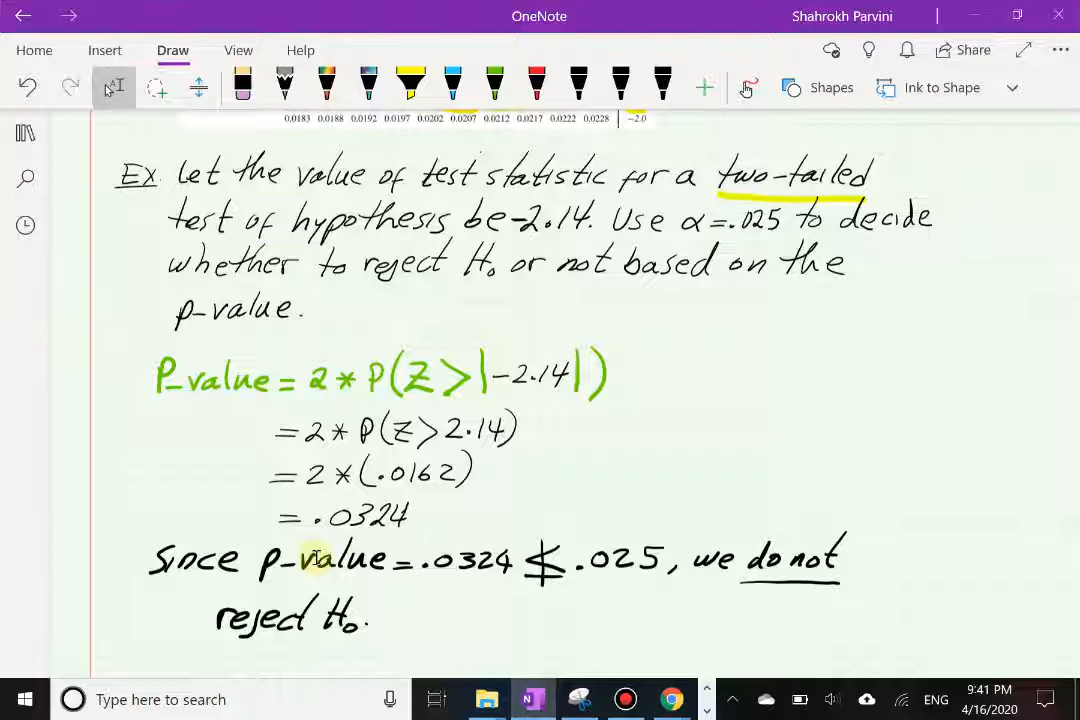 OneNote
Shahrokh Parvini
Home Insert Draw View Help
Share
Shapes
Ink to Shape
0.0183 0.0188 0.0192 0.0197 0.0202 0.0207 0.0212 0.0217 0.0222 0.0228 -2.0
Ex. Let the value of test statistic for a two-tailed
test of hypothesis be -2.14. Use α = .025 to decide
whether to reject H₀ or not based on the
p-value.
P-value = 2 * P(Z > |-2.14|)
= 2 * P(Z > 2.14)
= 2 * (.0162)
= .0324
Since p-value = .0324 ≰ .025, we do not
reject H₀.
Type here to search
ENG
9:41 PM
4/16/2020